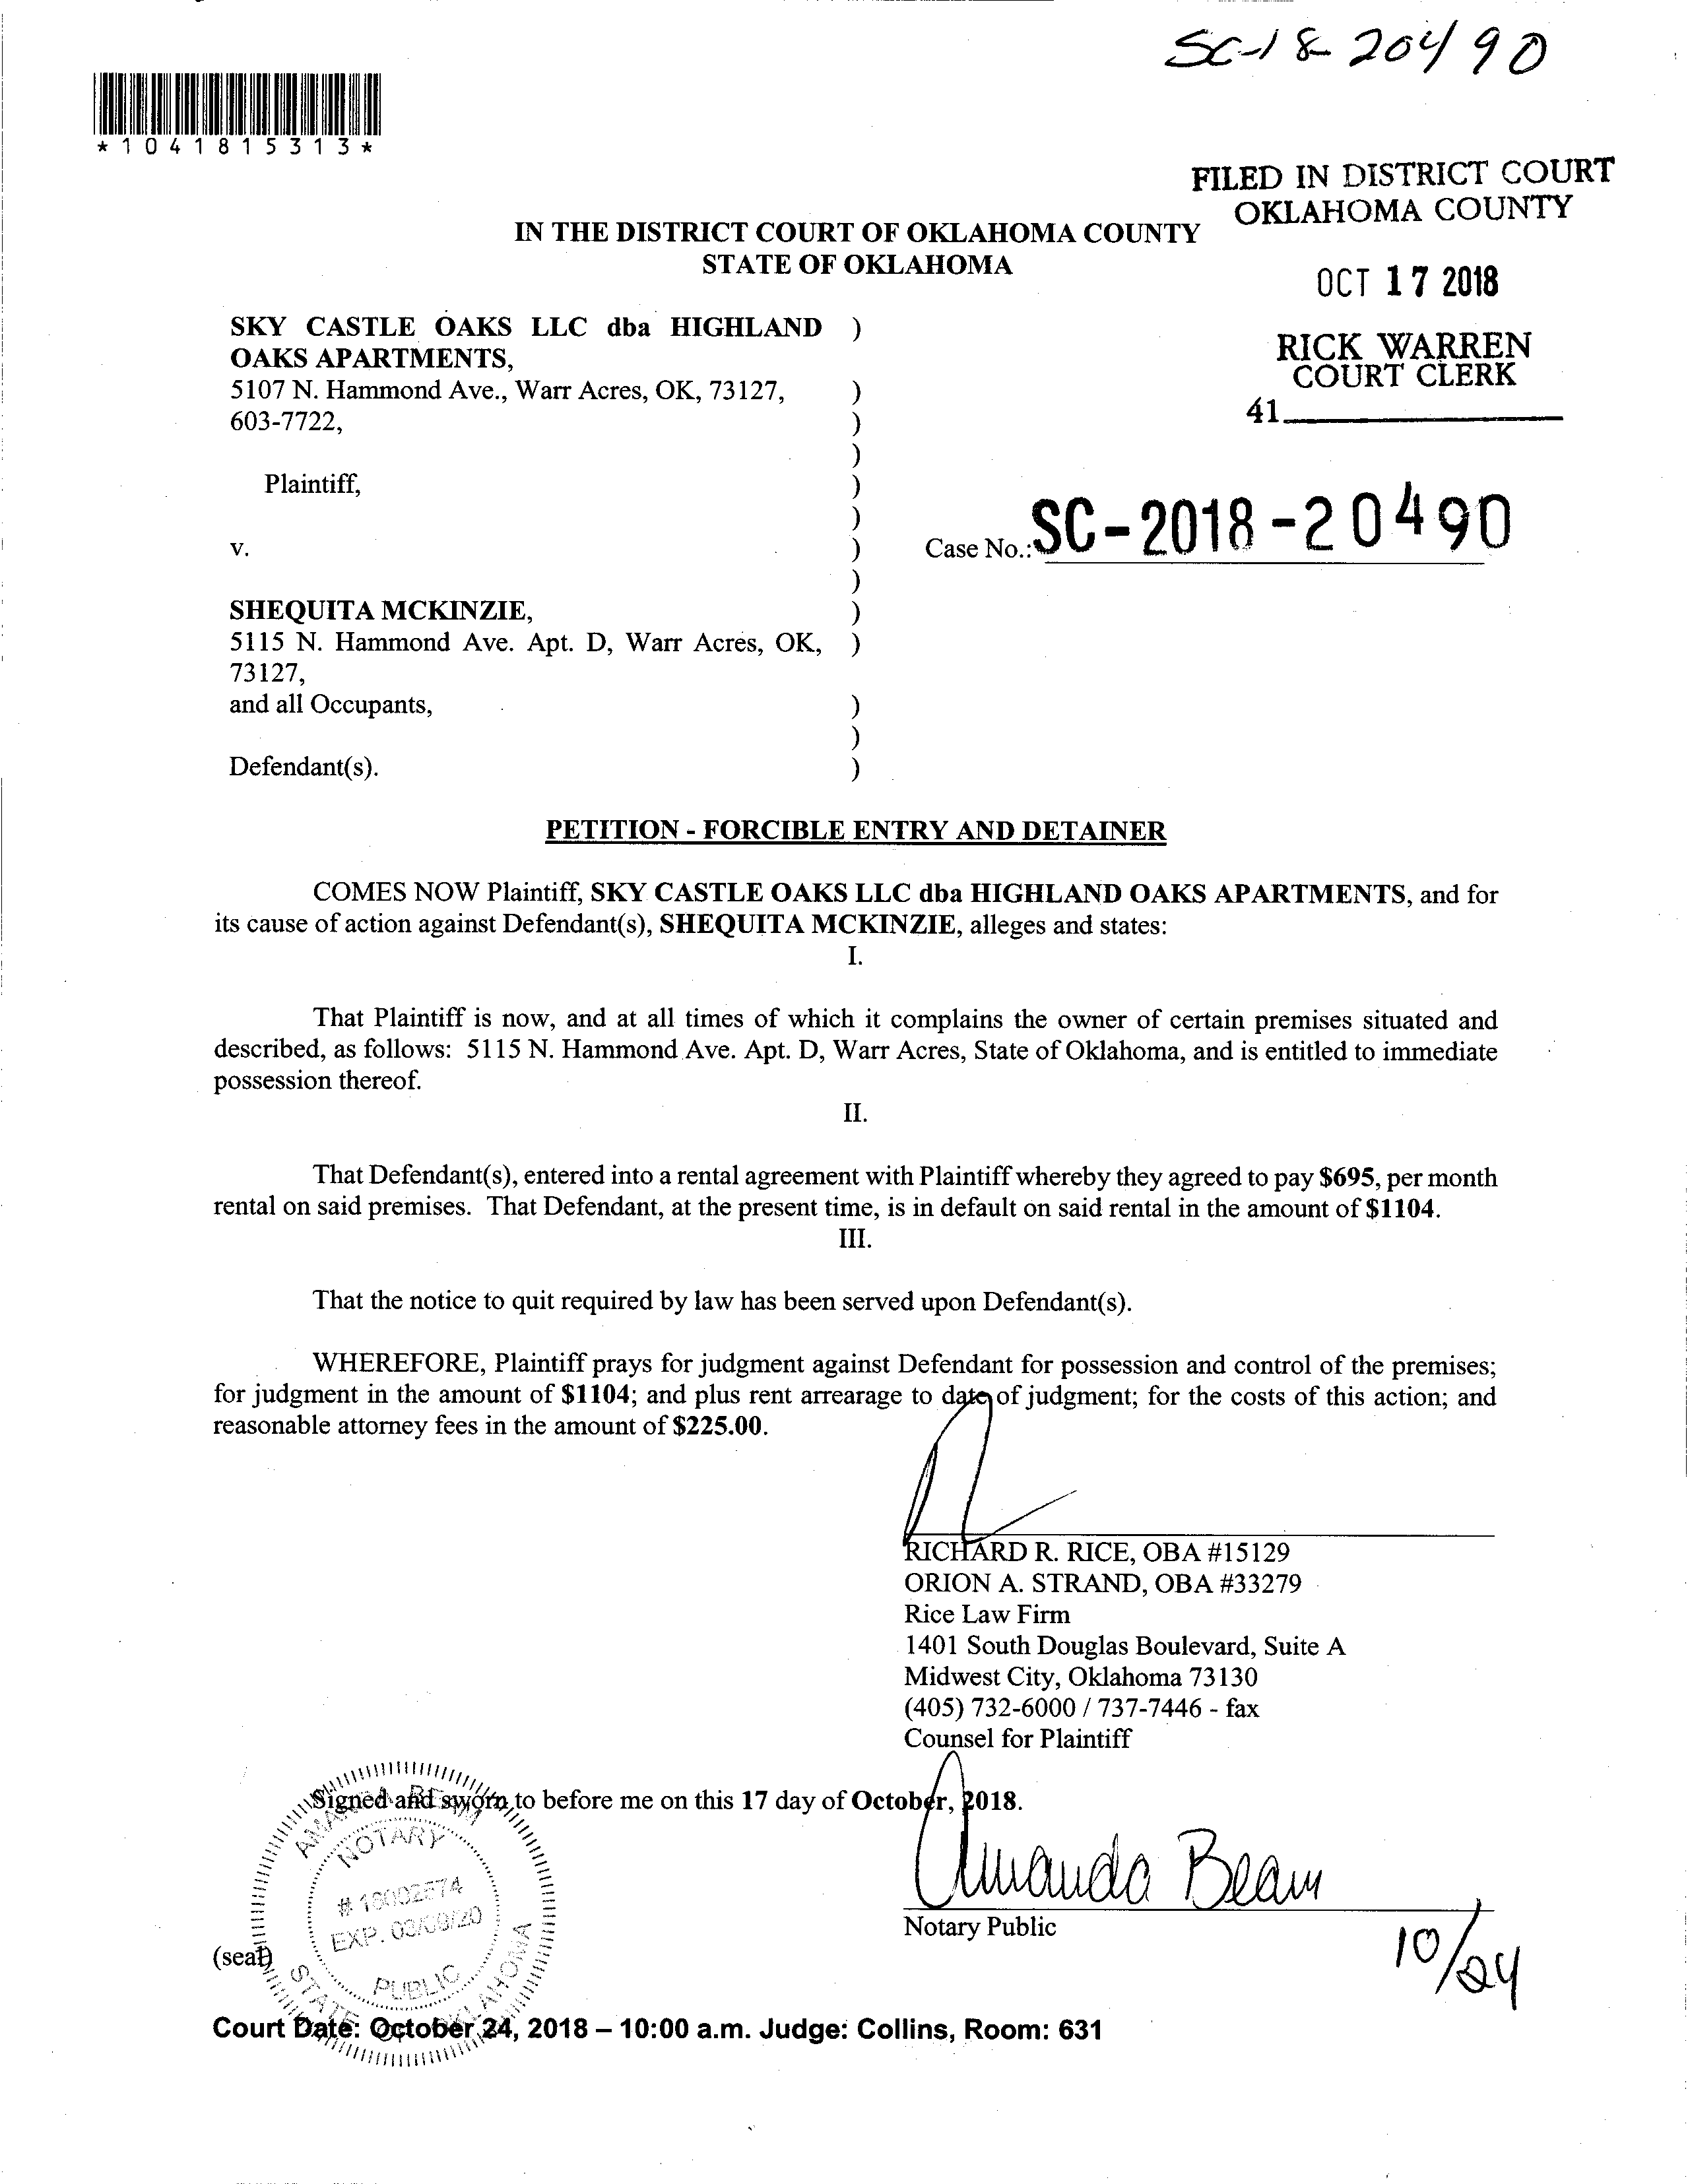 SC-18-20490
*1041815313*
FILED IN DISTRICT COURT
OKLAHOMA COUNTY
IN THE DISTRICT COURT OF OKLAHOMA COUNTY
STATE OF OKLAHOMA
OCT 17 2018
RICK WARREN
COURT CLERK
41
SKY CASTLE OAKS LLC dba HIGHLAND )
OAKS APARTMENTS,
5107 N. Hammond Ave., Warr Acres, OK, 73127, )
603-7722, )
)
Plaintiff, )
)
v. )
Case No.: SC-2018-20490
)
SHEQUITA MCKINZIE, )
5115 N. Hammond Ave. Apt. D, Warr Acres, OK, )
73127,
and all Occupants, )
)
Defendant(s). )
PETITION - FORCIBLE ENTRY AND DETAINER
COMES NOW Plaintiff, SKY CASTLE OAKS LLC dba HIGHLAND OAKS APARTMENTS, and for
its cause of action against Defendant(s), SHEQUITA MCKINZIE, alleges and states:
I.
That Plaintiff is now, and at all times of which it complains the owner of certain premises situated and
described, as follows: 5115 N. Hammond Ave. Apt. D, Warr Acres, State of Oklahoma, and is entitled to immediate
possession thereof.
II.
That Defendant(s), entered into a rental agreement with Plaintiff whereby they agreed to pay $695, per month
rental on said premises. That Defendant, at the present time, is in default on said rental in the amount of $1104.
III.
That the notice to quit required by law has been served upon Defendant(s).
WHEREFORE, Plaintiff prays for judgment against Defendant for possession and control of the premises;
for judgment in the amount of $1104; and plus rent arrearage to date of judgment; for the costs of this action; and
reasonable attorney fees in the amount of $225.00.
RICHARD R. RICE, OBA #15129
ORION A. STRAND, OBA #33279
Rice Law Firm
1401 South Douglas Boulevard, Suite A
Midwest City, Oklahoma 73130
(405) 732-6000 / 737-7446 - fax
Counsel for Plaintiff
Signed and sworn to before me on this 17 day of October, 2018.
Amanda Beam
Notary Public
10/24
(seal)
AMANDA BEAM
NOTARY
EXP. 03/09/20
PUBLIC
STATE OF OKLAHOMA
Court Date: October 24, 2018 – 10:00 a.m. Judge: Collins, Room: 631